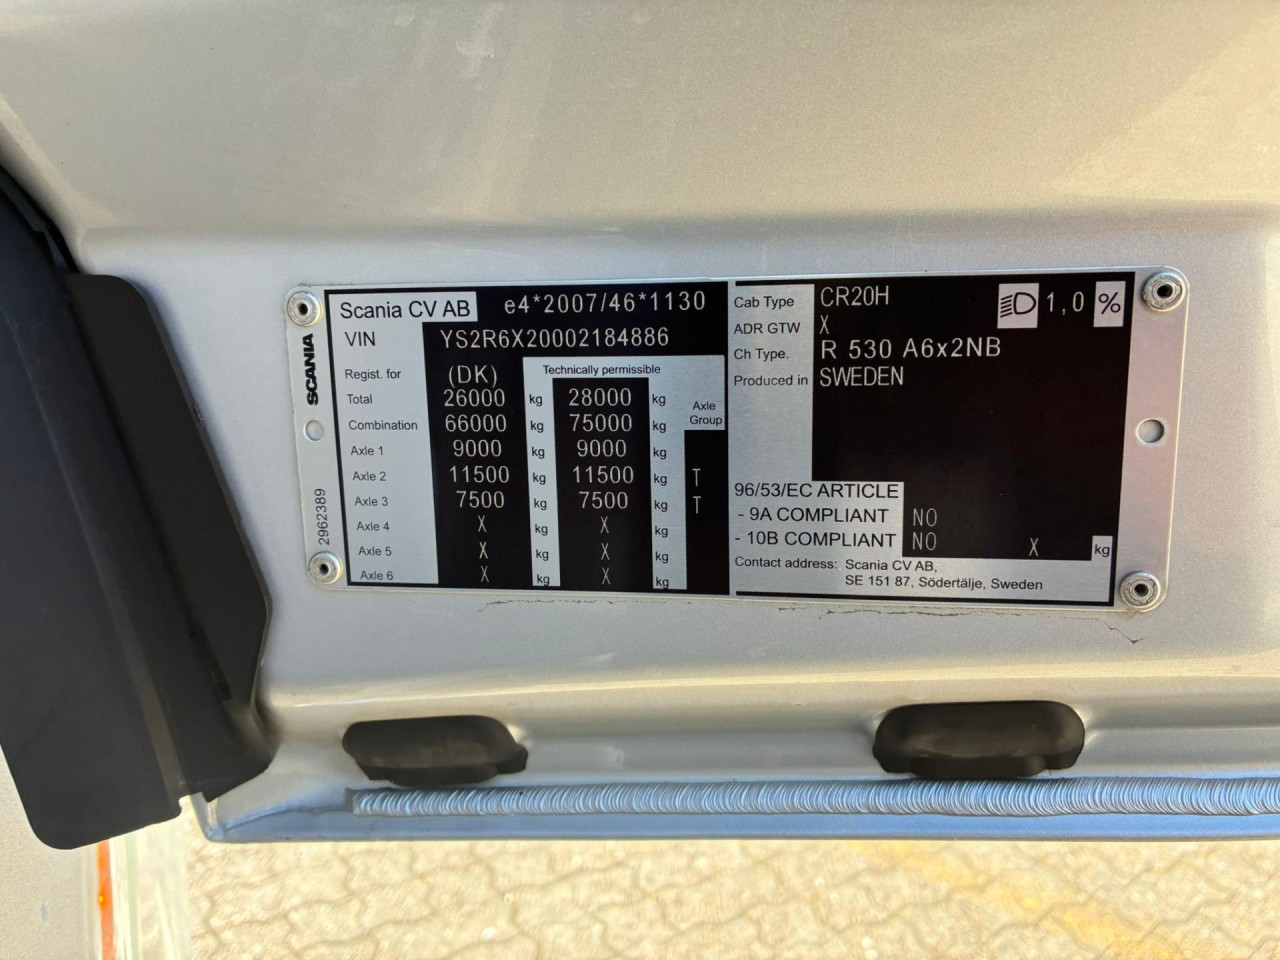 Scania CV AB e4*2007/46*1130
VIN YS2R6X20002184886
Regist. for (DK) Technically permissible
Total 26000 kg 28000 kg Axle Group
Combination 66000 kg 75000 kg
Axle 1 9000 kg 9000 kg
Axle 2 11500 kg 11500 kg T
Axle 3 7500 kg 7500 kg T
Axle 4 X kg X kg
Axle 5 X kg X kg
Axle 6 X kg X kg
SCANIA
2962389
Cab Type CR20H 1,0 %
ADR GTW X
Ch Type. R 530 A6x2NB
Produced in SWEDEN
96/53/EC ARTICLE
- 9A COMPLIANT NO
- 10B COMPLIANT NO X kg
Contact address: Scania CV AB,
SE 151 87, Södertälje, Sweden